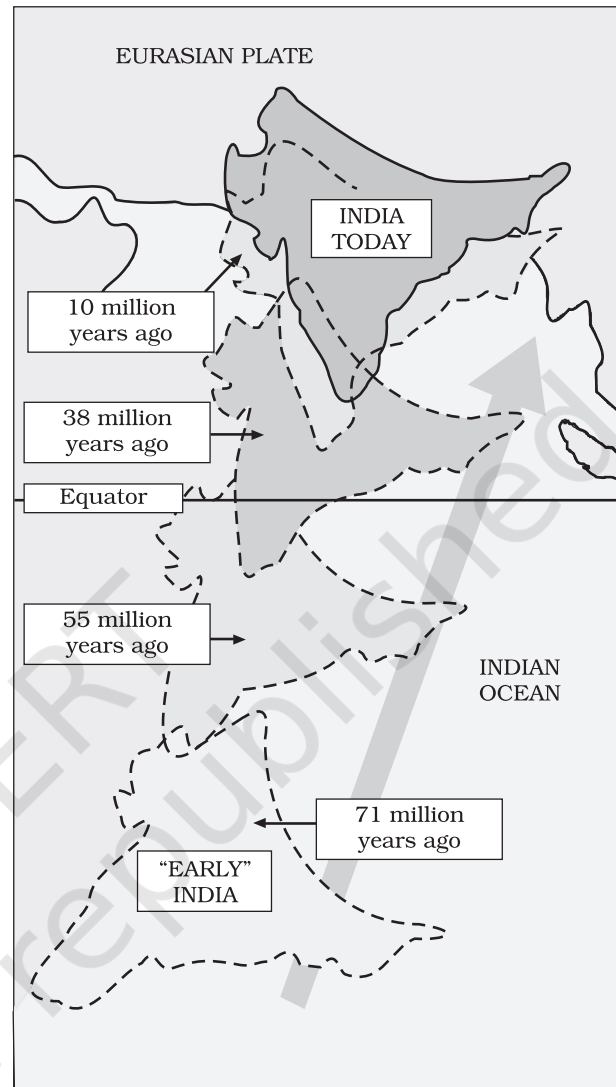 EURASIAN PLATE
INDIA
TODAY
10 million
years ago
38 million
years ago
Equator
55 million
years ago
INDIAN
OCEAN
71 million
years ago
“EARLY”
INDIA
republished